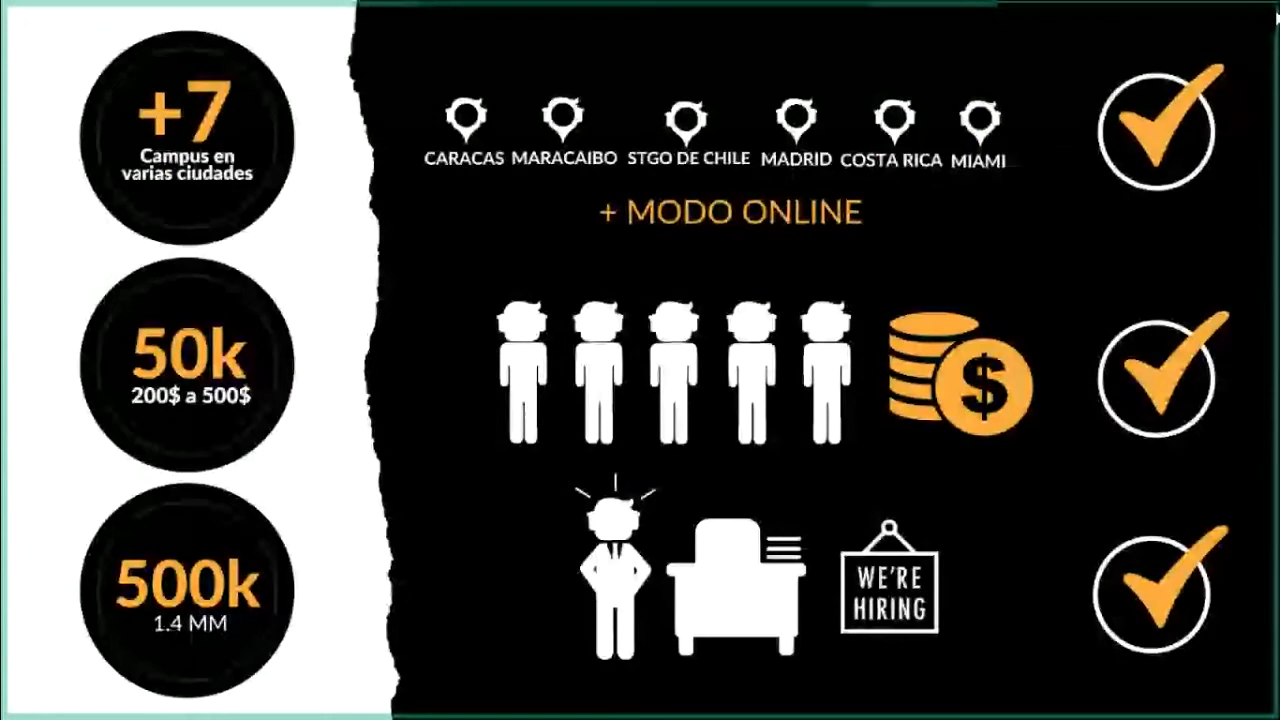 +7
Campus en
varias ciudades
CARACAS MARACAIBO STGO DE CHILE MADRID COSTA RICA MIAMI
+ MODO ONLINE
50k
200$ a 500$
$
500k
1.4 MM
WE'RE
HIRING